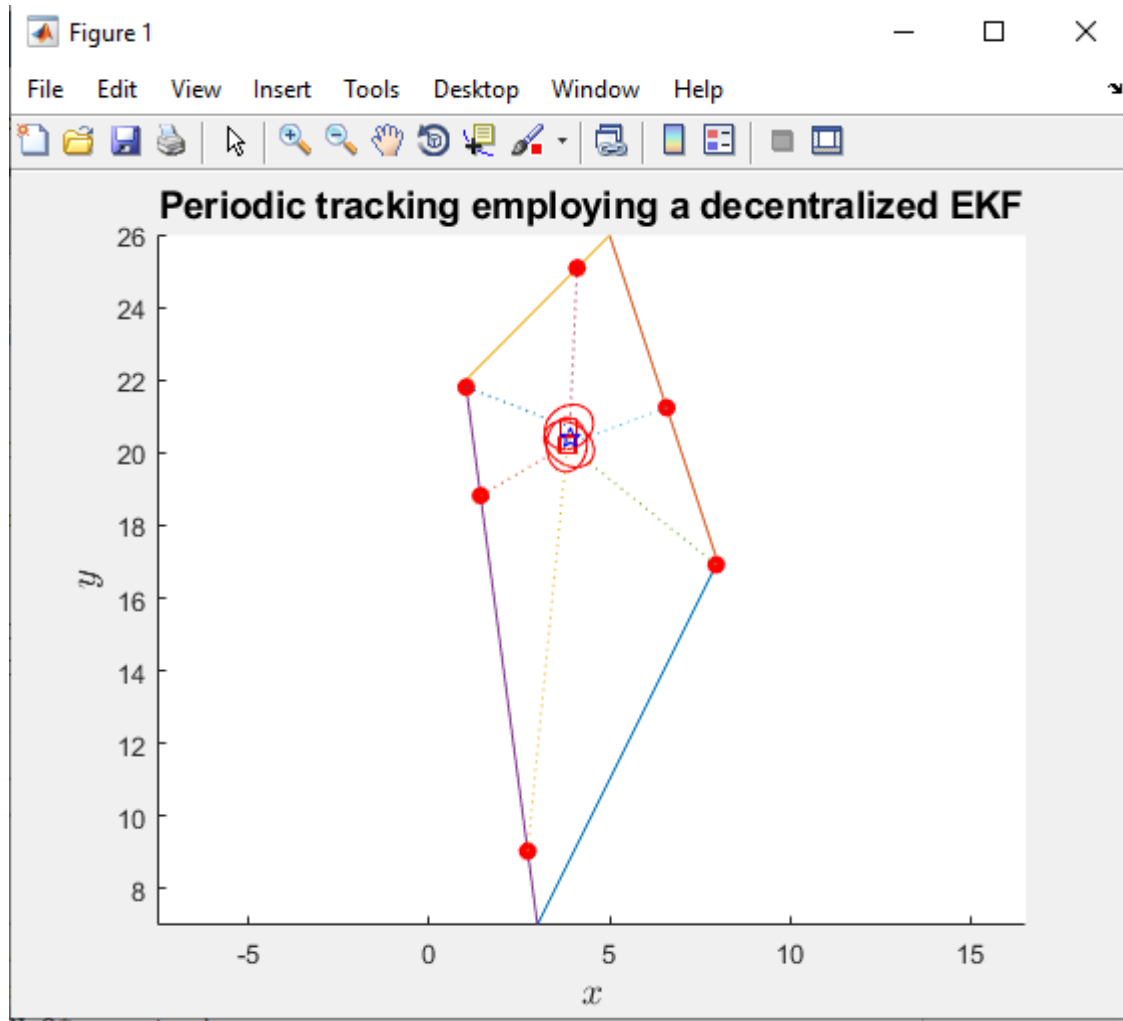 Figure 1
File Edit View Insert Tools Desktop Window Help
Periodic tracking employing a decentralized EKF
26
24
22
20
18
16
14
12
10
8
y
-5 0 5 10 15
x